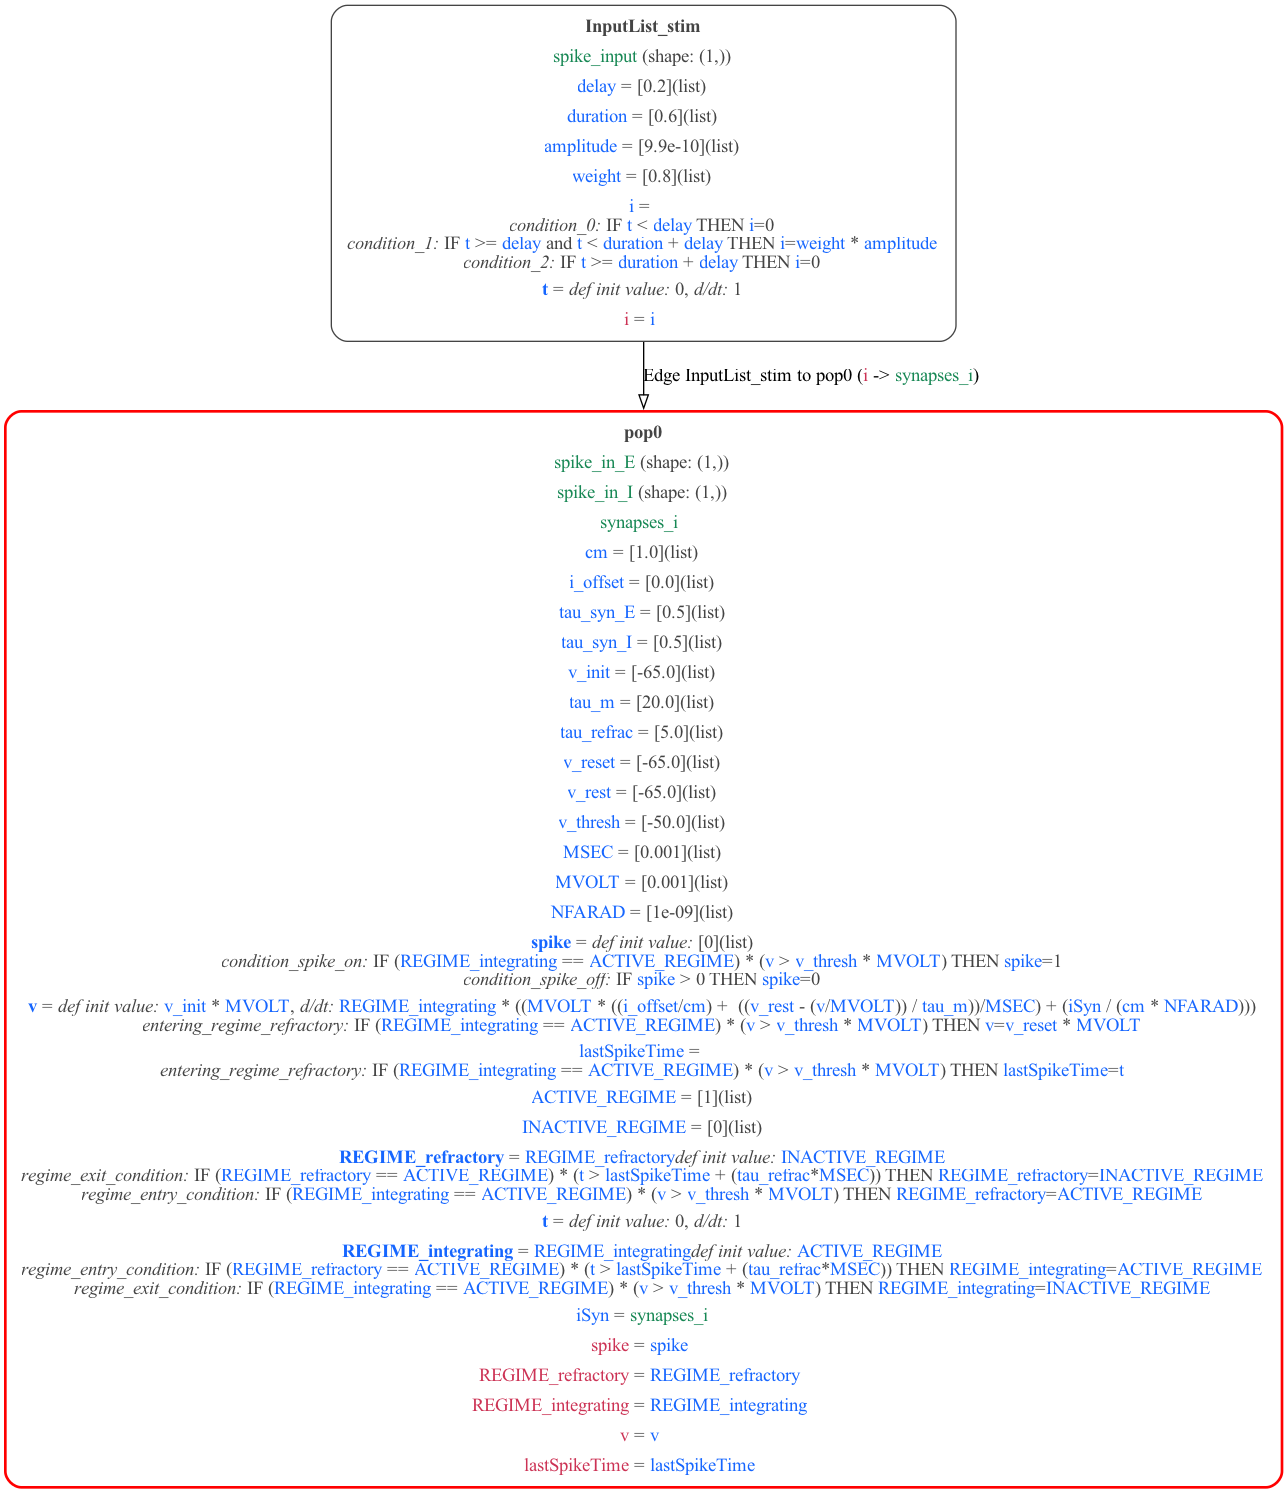 InputList_stim
spike_input (shape: (1,))
delay = [0.2](list)
duration = [0.6](list)
amplitude = [9.9e-10](list)
weight = [0.8](list)
i =
condition_0: IF t < delay THEN i=0
condition_1: IF t >= delay and t < duration + delay THEN i=weight * amplitude
condition_2: IF t >= duration + delay THEN i=0
t = def init value: 0, d/dt: 1
i = i
Edge InputList_stim to pop0 (i -> synapses_i)
pop0
spike_in_E (shape: (1,))
spike_in_I (shape: (1,))
synapses_i
cm = [1.0](list)
i_offset = [0.0](list)
tau_syn_E = [0.5](list)
tau_syn_I = [0.5](list)
v_init = [-65.0](list)
tau_m = [20.0](list)
tau_refrac = [5.0](list)
v_reset = [-65.0](list)
v_rest = [-65.0](list)
v_thresh = [-50.0](list)
MSEC = [0.001](list)
MVOLT = [0.001](list)
NFARAD = [1e-09](list)
spike = def init value: [0](list)
condition_spike_on: IF (REGIME_integrating == ACTIVE_REGIME) * (v > v_thresh * MVOLT) THEN spike=1
condition_spike_off: IF spike > 0 THEN spike=0
v = def init value: v_init * MVOLT, d/dt: REGIME_integrating * ((MVOLT * ((i_offset/cm) +  ((v_rest - (v/MVOLT)) / tau_m))/MSEC) + (iSyn / (cm * NFARAD)))
entering_regime_refractory: IF (REGIME_integrating == ACTIVE_REGIME) * (v > v_thresh * MVOLT) THEN v=v_reset * MVOLT
lastSpikeTime =
entering_regime_refractory: IF (REGIME_integrating == ACTIVE_REGIME) * (v > v_thresh * MVOLT) THEN lastSpikeTime=t
ACTIVE_REGIME = [1](list)
INACTIVE_REGIME = [0](list)
REGIME_refractory = REGIME_refractorydef init value: INACTIVE_REGIME
regime_exit_condition: IF (REGIME_refractory == ACTIVE_REGIME) * (t > lastSpikeTime + (tau_refrac*MSEC)) THEN REGIME_refractory=INACTIVE_REGIME
regime_entry_condition: IF (REGIME_integrating == ACTIVE_REGIME) * (v > v_thresh * MVOLT) THEN REGIME_refractory=ACTIVE_REGIME
t = def init value: 0, d/dt: 1
REGIME_integrating = REGIME_integratingdef init value: ACTIVE_REGIME
regime_entry_condition: IF (REGIME_refractory == ACTIVE_REGIME) * (t > lastSpikeTime + (tau_refrac*MSEC)) THEN REGIME_integrating=ACTIVE_REGIME
regime_exit_condition: IF (REGIME_integrating == ACTIVE_REGIME) * (v > v_thresh * MVOLT) THEN REGIME_integrating=INACTIVE_REGIME
iSyn = synapses_i
spike = spike
REGIME_refractory = REGIME_refractory
REGIME_integrating = REGIME_integrating
v = v
lastSpikeTime = lastSpikeTime